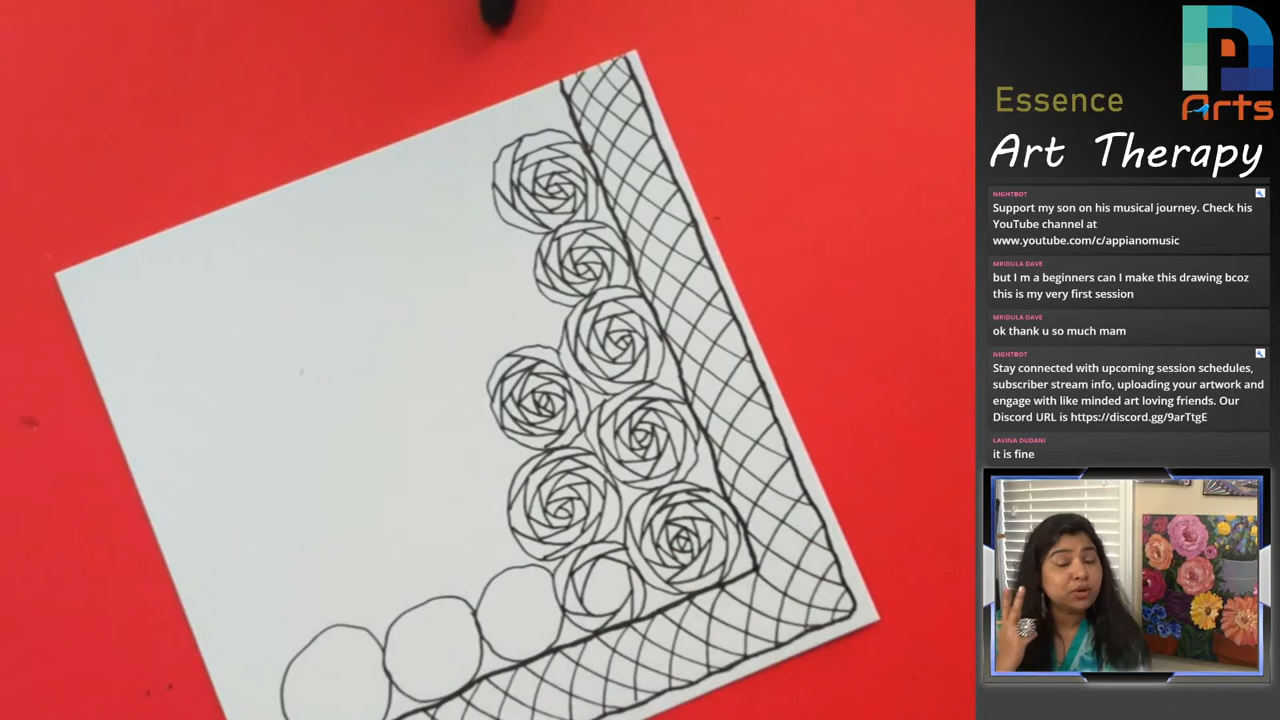 Arts
Essence
Art Therapy
NIGHTBOT
Support my son on his musical journey. Check his
YouTube channel at
www.youtube.com/c/appianomusic
MRIDULA DAVE
but I m a beginners can I make this drawing bcoz
this is my very first session
MRIDULA DAVE
ok thank u so much mam
NIGHTBOT
Stay connected with upcoming session schedules,
subscriber stream info, uploading your artwork and
engage with like minded art loving friends. Our
Discord URL is https://discord.gg/9arTtgE
LAVINA DUDANI
it is fine